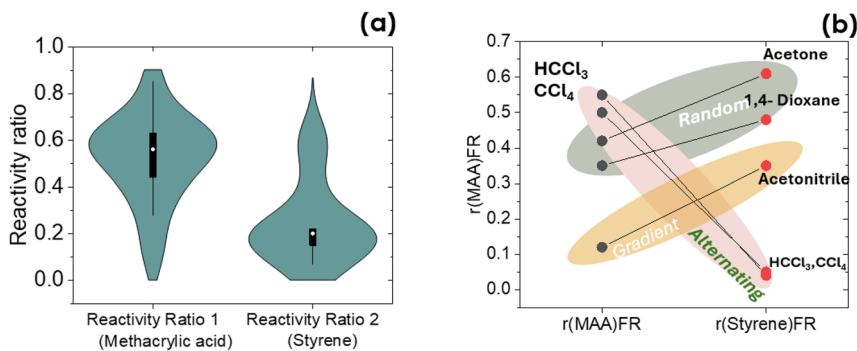 (a)
1.0
0.8
0.6
0.4
0.2
0.0
Reactivity ratio
Reactivity Ratio 1
(Methacrylic acid)
Reactivity Ratio 2
(Styrene)
(b)
0.7
0.6
0.5
0.4
0.3
0.2
0.1
0.0
r(MAA)FR
HCCl3
CCl4
Acetone
1,4- Dioxane
Random
Acetonitrile
Gradient
Alternating
HCCl3,CCl4
r(MAA)FR
r(Styrene)FR